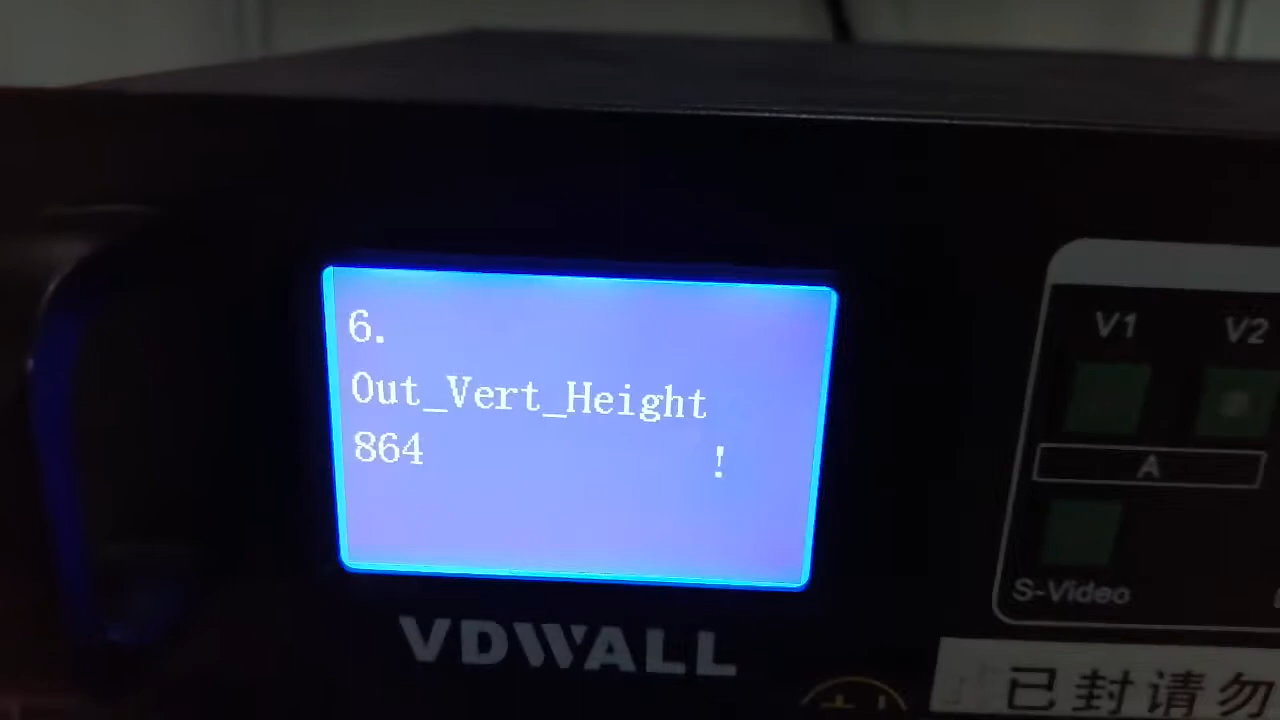 6.
Out_Vert_Height
864 !
VDWALL
V1 V2
A
S-Video
已封请勿